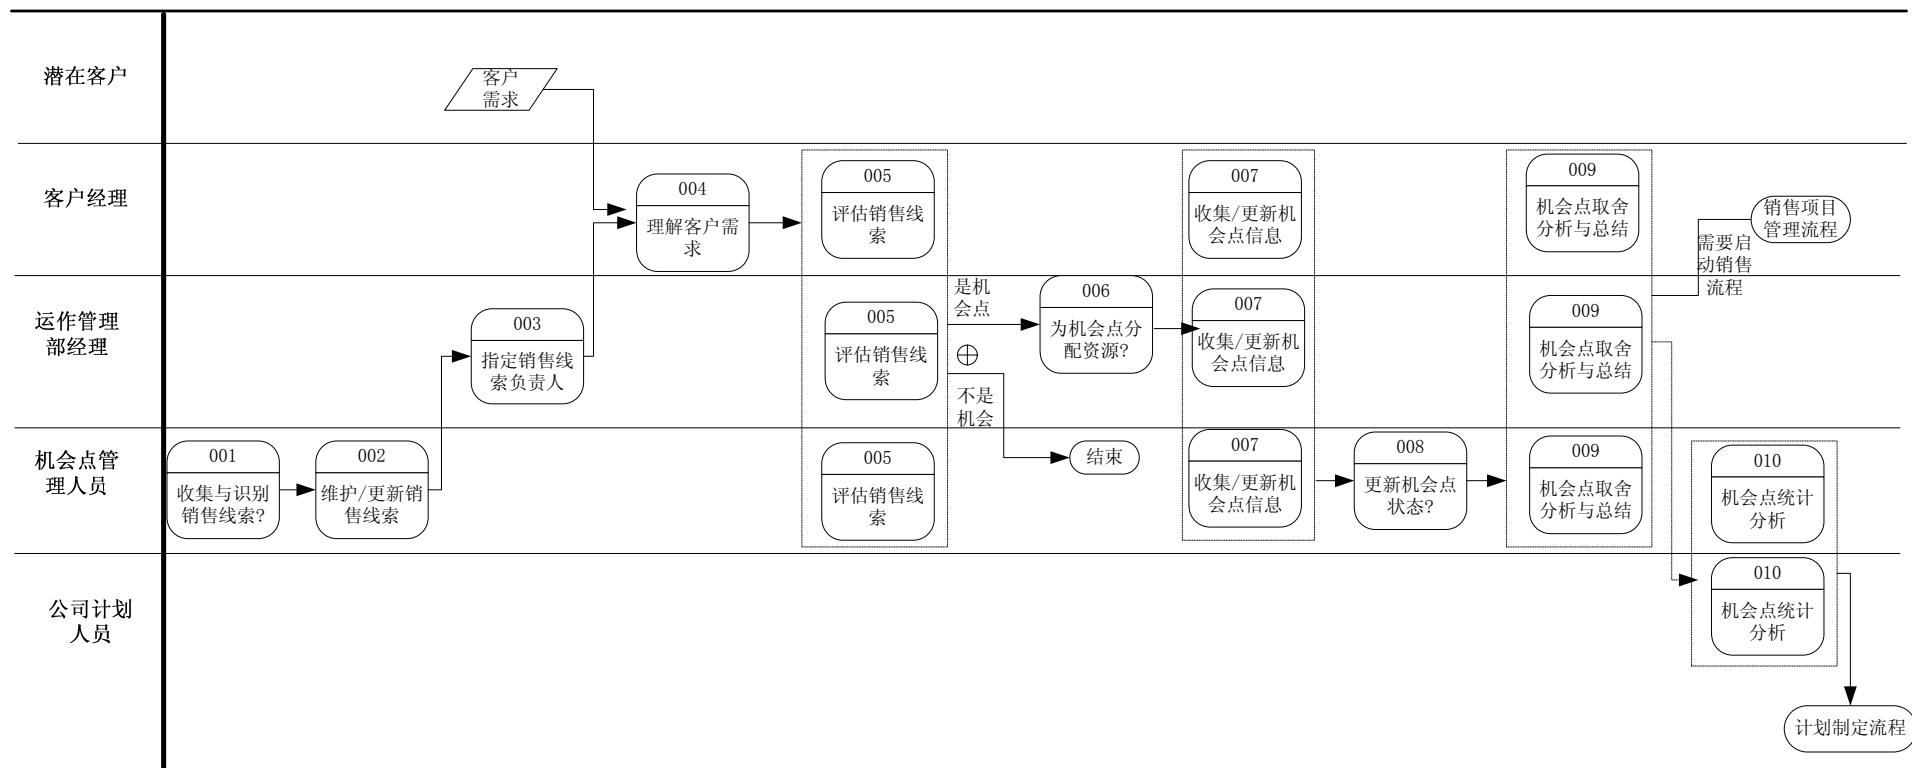 潜在客户
客户
需求
客户经理
004
理解客户需
求
005
评估销售线
索
007
收集/更新机
会点信息
009
机会点取舍
分析与总结
销售项目
管理流程
需要启
动销售
流程
运作管理
部经理
003
指定销售线
索负责人
005
评估销售线
索
是机
会点
不是
机会
006
为机会点分
配资源?
007
收集/更新机
会点信息
009
机会点取舍
分析与总结
机会点管
理人员
001
收集与识别
销售线索?
002
维护/更新销
售线索
005
评估销售线
索
结束
007
收集/更新机
会点信息
008
更新机会点
状态?
009
机会点取舍
分析与总结
010
机会点统计
分析
公司计划
人员
010
机会点统计
分析
计划制定流程